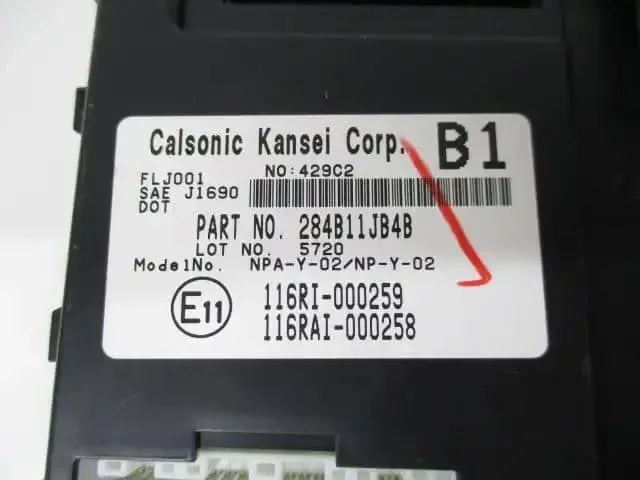 Calsonic Kansei Corp. B1
FLJ001 NO:429C2
SAE J1690
DOT
PART NO. 284B11JB4B
LOT NO. 5720
ModelNo. NPA-Y-02/NP-Y-02
E11 116RI-000259
116RAI-000258